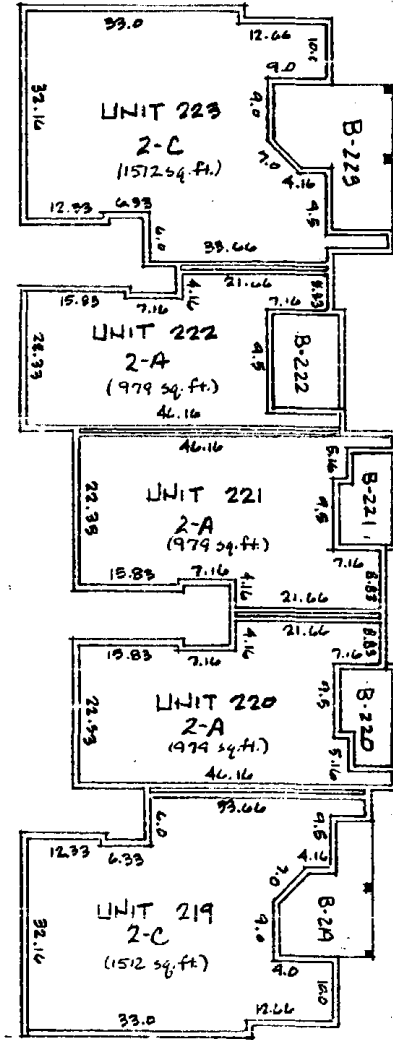 33.0
12.66
10.0
9.0
9.0
B-223
32.16
UNIT 223
2-C
(1512 sq.ft.)
7.0
4.16
9.5
12.33
6.33
6.0
33.66
21.66
8.83
15.83
7.16
4.16
7.16
UNIT 222
2-A
(979 sq.ft.)
9.5
B-222
46.16
46.16
5.16
B-221
22.33
UNIT 221
2-A
(979 sq.ft.)
9.5
7.16
15.83
7.16
4.16
8.83
21.66
21.66
8.83
15.83
7.16
4.16
7.16
UNIT 220
2-A
(979 sq.ft.)
9.5
B-220
5.16
46.16
33.66
6.0
9.5
12.33
6.33
4.16
7.0
B-219
32.16
UNIT 219
2-C
(1512 sq.ft.)
9.0
9.0
10.0
12.66
33.0